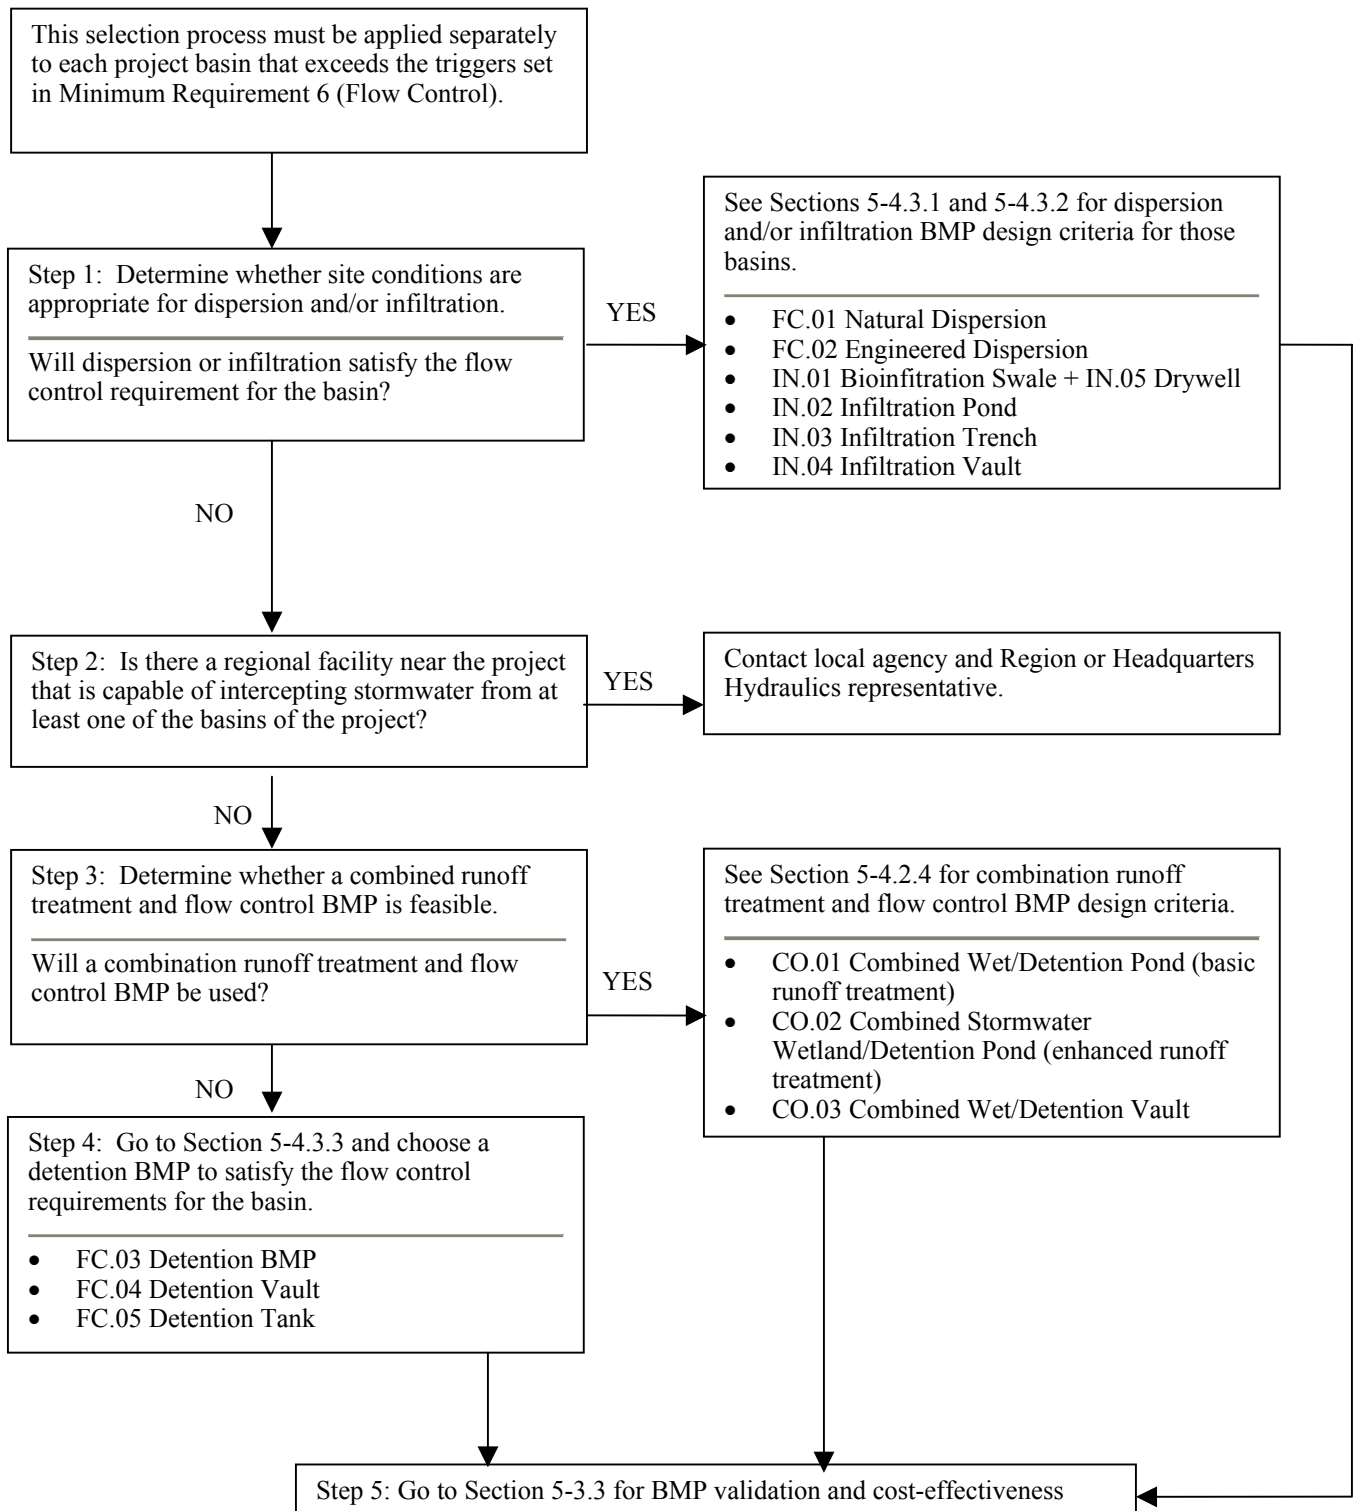 This selection process must be applied separately
to each project basin that exceeds the triggers set
in Minimum Requirement 6 (Flow Control).
Step 1:  Determine whether site conditions are
appropriate for dispersion and/or infiltration.
Will dispersion or infiltration satisfy the flow
control requirement for the basin?
YES
See Sections 5-4.3.1 and 5-4.3.2 for dispersion
and/or infiltration BMP design criteria for those
basins.
• FC.01 Natural Dispersion
• FC.02 Engineered Dispersion
• IN.01 Bioinfitration Swale + IN.05 Drywell
• IN.02 Infiltration Pond
• IN.03 Infiltration Trench
• IN.04 Infiltration Vault
NO
Step 2:  Is there a regional facility near the project
that is capable of intercepting stormwater from at
least one of the basins of the project?
YES
Contact local agency and Region or Headquarters
Hydraulics representative.
NO
Step 3:  Determine whether a combined runoff
treatment and flow control BMP is feasible.
Will a combination runoff treatment and flow
control BMP be used?
YES
See Section 5-4.2.4 for combination runoff
treatment and flow control BMP design criteria.
• CO.01 Combined Wet/Detention Pond (basic
runoff treatment)
• CO.02 Combined Stormwater
Wetland/Detention Pond (enhanced runoff
treatment)
• CO.03 Combined Wet/Detention Vault
NO
Step 4:  Go to Section 5-4.3.3 and choose a
detention BMP to satisfy the flow control
requirements for the basin.
• FC.03 Detention BMP
• FC.04 Detention Vault
• FC.05 Detention Tank
Step 5: Go to Section 5-3.3 for BMP validation and cost-effectiveness